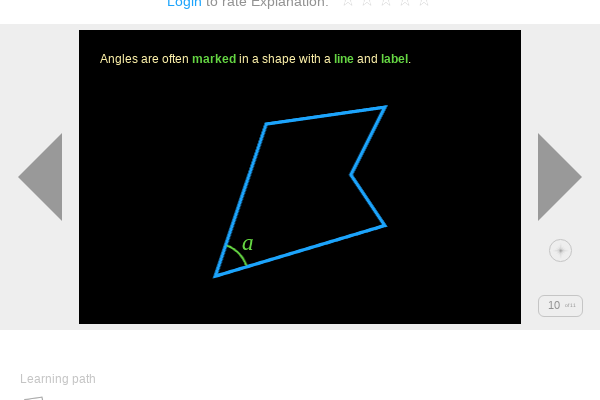 Login to rate Explanation:
Angles are often marked in a shape with a line and label.
a
10 of 11
Learning path